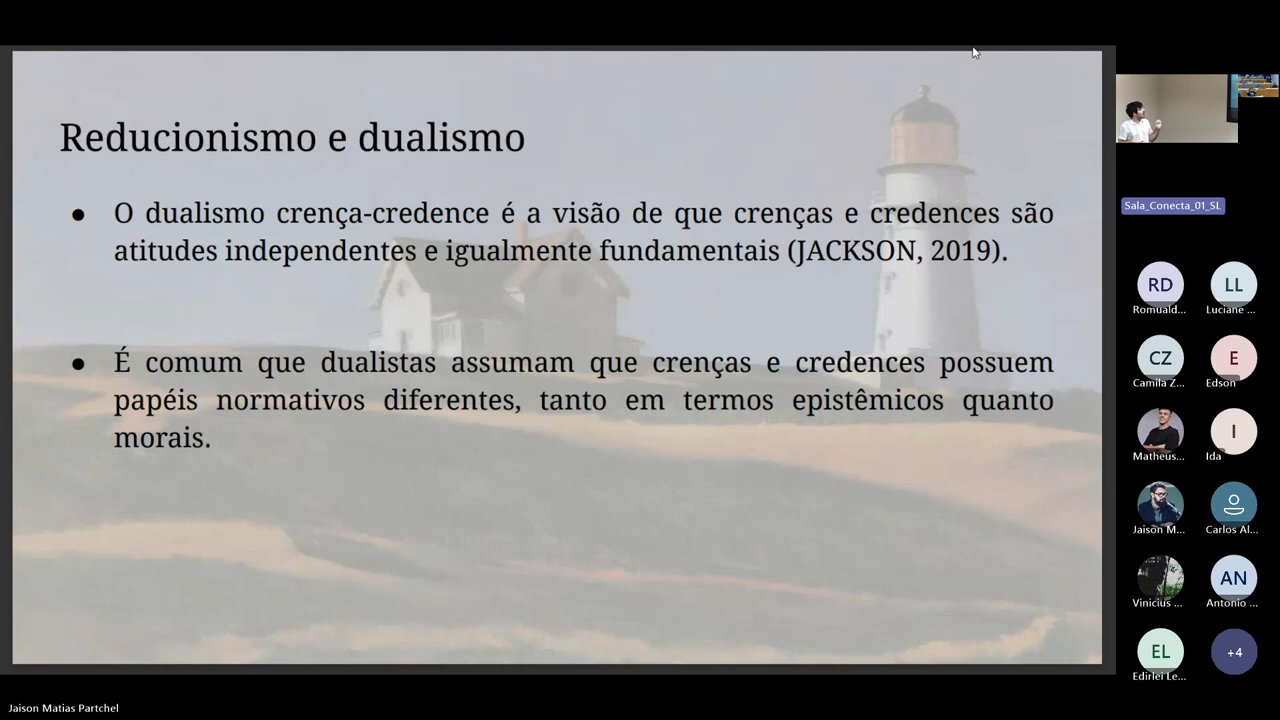 Reducionismo e dualismo
● O dualismo crença-credence é a visão de que crenças e credences são
atitudes independentes e igualmente fundamentais (JACKSON, 2019).
● É comum que dualistas assumam que crenças e credences possuem
papéis normativos diferentes, tanto em termos epistêmicos quanto
morais.
Sala_Conecta_01_SL
RD
LL
Romuald...
Luciane ...
CZ
E
Camila Z...
Edson
I
Matheus...
Ida
Jaison M...
Carlos Al...
AN
Vinicius ...
Antonio ...
EL
+4
Edirlei Le...
Jaison Matias Partchel